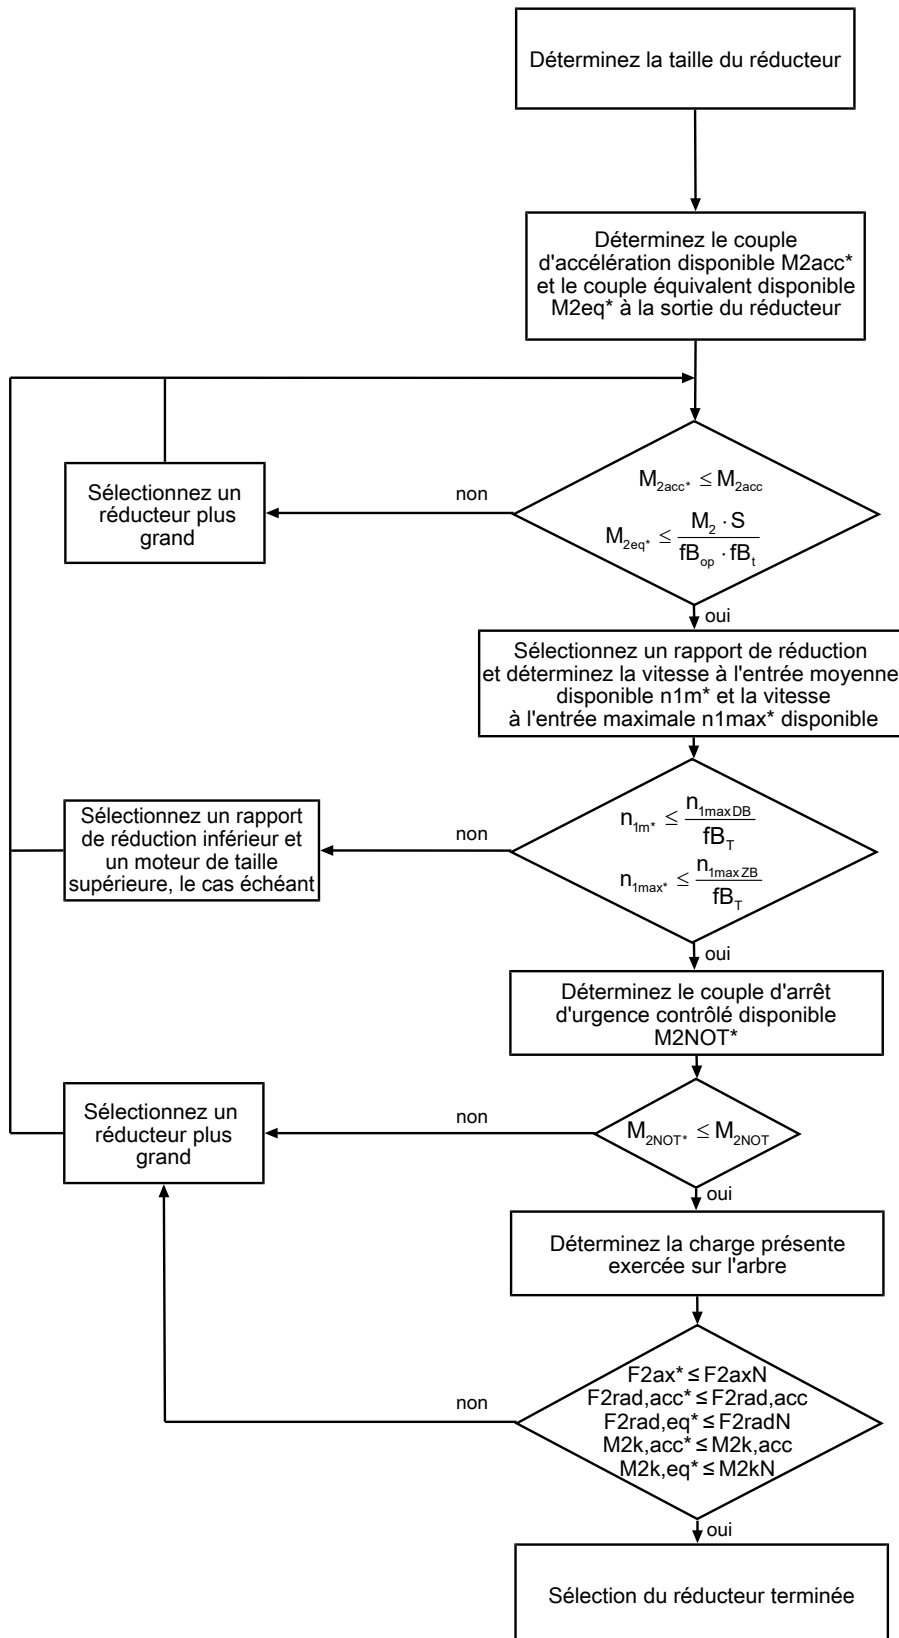 Déterminez la taille du réducteur
Déterminez le couple
d'accélération disponible M2acc*
et le couple équivalent disponible
M2eq* à la sortie du réducteur
M2acc* ≤ M2acc
M2eq* ≤ M2 · S / fBop · fBt
non
Sélectionnez un
réducteur plus
grand
oui
Sélectionnez un rapport de réduction
et déterminez la vitesse à l'entrée moyenne
disponible n1m* et la vitesse
à l'entrée maximale n1max* disponible
n1m* ≤ n1maxDB / fBT
n1max* ≤ n1maxZB / fBT
non
Sélectionnez un rapport
de réduction inférieur et
un moteur de taille
supérieure, le cas échéant
oui
Déterminez le couple d'arrêt
d'urgence contrôlé disponible
M2NOT*
M2NOT* ≤ M2NOT
non
Sélectionnez un
réducteur plus
grand
oui
Déterminez la charge présente
exercée sur l'arbre
F2ax* ≤ F2axN
F2rad,acc* ≤ F2rad,acc
F2rad,eq* ≤ F2radN
M2k,acc* ≤ M2k,acc
M2k,eq* ≤ M2kN
non
oui
Sélection du réducteur terminée